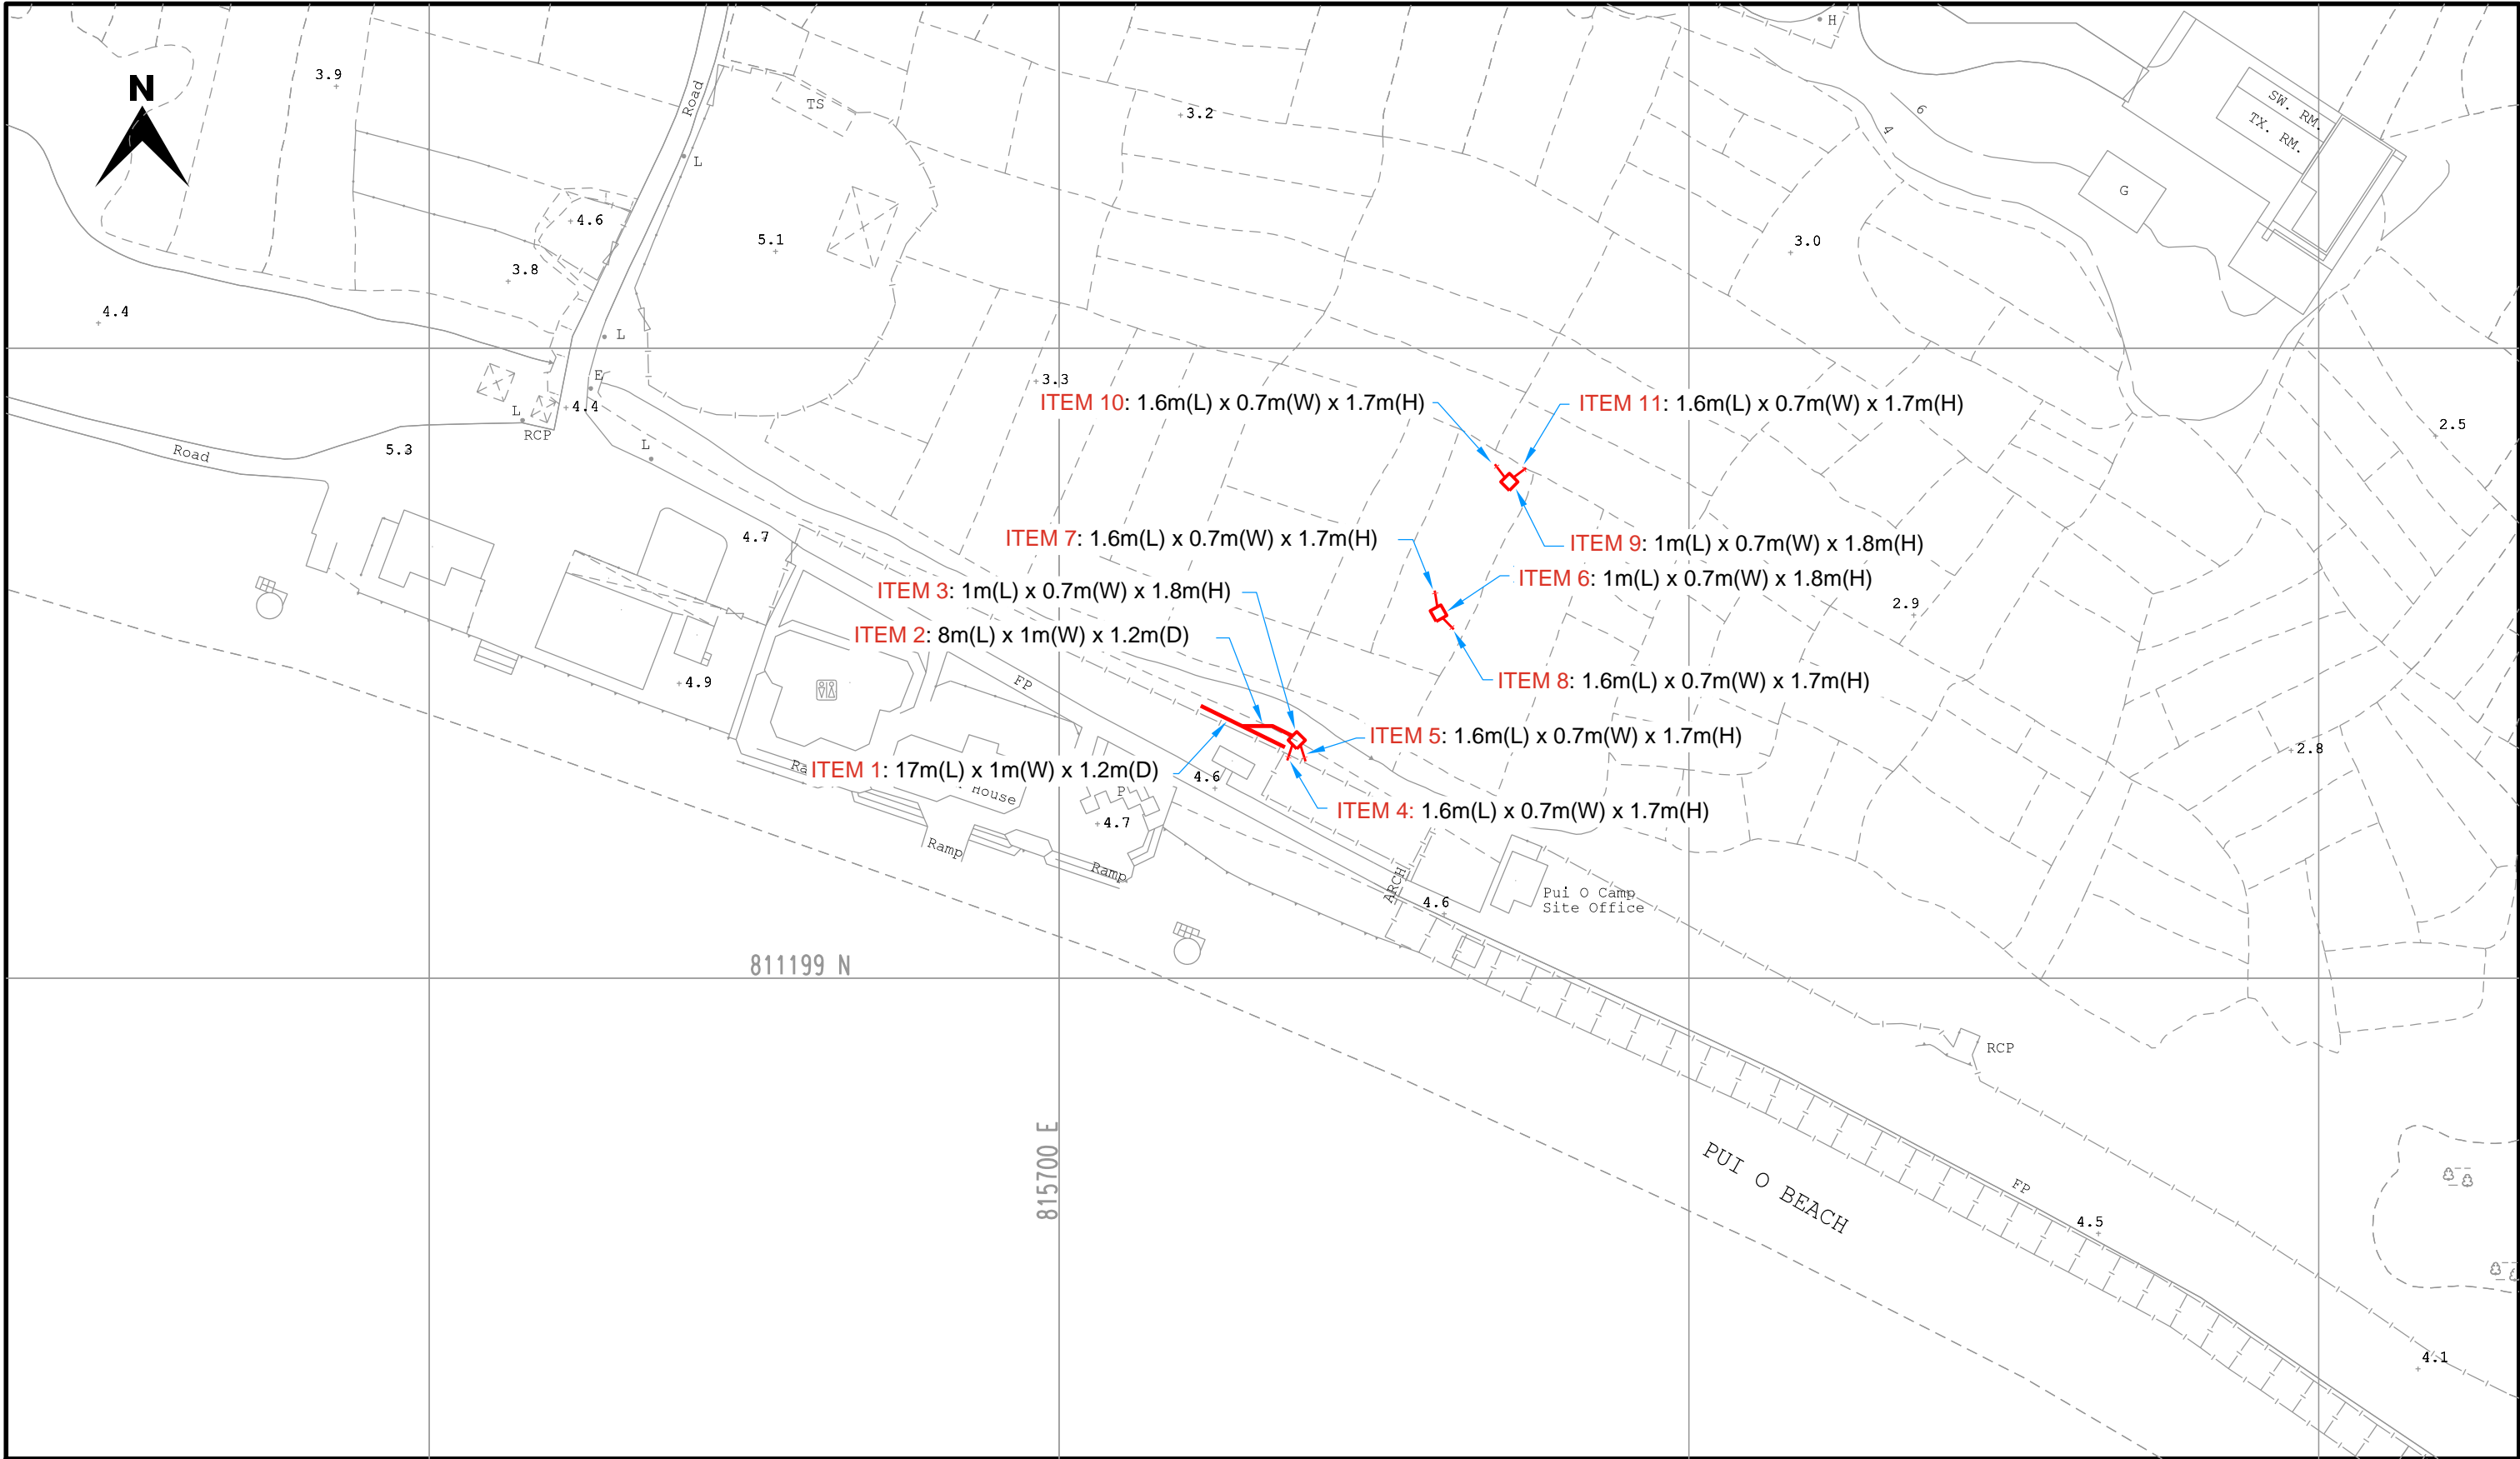 H
3.9
N
Road
TS
3.2
6
4
SW. RM.
TX. RM.
L
G
4.6
5.1
3.0
3.8
4.4
L
E
3.3
4.4
L
RCP
ITEM 10: 1.6m(L) x 0.7m(W) x 1.7m(H)
ITEM 11: 1.6m(L) x 0.7m(W) x 1.7m(H)
2.5
L
5.3
Road
4.7
ITEM 7: 1.6m(L) x 0.7m(W) x 1.7m(H)
ITEM 9: 1m(L) x 0.7m(W) x 1.8m(H)
ITEM 3: 1m(L) x 0.7m(W) x 1.8m(H)
ITEM 6: 1m(L) x 0.7m(W) x 1.8m(H)
2.9
ITEM 2: 8m(L) x 1m(W) x 1.2m(D)
4.9
FP
ITEM 8: 1.6m(L) x 0.7m(W) x 1.7m(H)
ITEM 5: 1.6m(L) x 0.7m(W) x 1.7m(H)
2.8
ITEM 1: 17m(L) x 1m(W) x 1.2m(D)
4.6
House
P
ITEM 4: 1.6m(L) x 0.7m(W) x 1.7m(H)
4.7
Ramp
Ramp
ARCH
4.6
Pui O Camp
Site Office
811199 N
RCP
815700 E
PUI O BEACH
FP
4.5
4.1